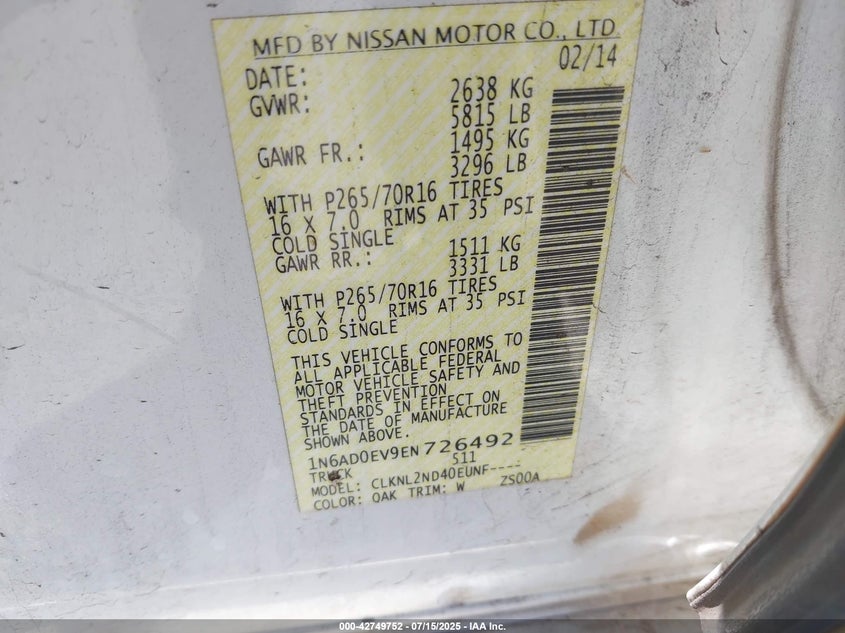 MFD BY NISSAN MOTOR CO., LTD.
DATE: 02/14
GVWR: 2638 KG
5815 LB
GAWR FR.: 1495 KG
3296 LB
WITH P265/70R16 TIRES
16 X 7.0 RIMS AT 35 PSI
COLD SINGLE
GAWR RR.: 1511 KG
3331 LB
WITH P265/70R16 TIRES
16 X 7.0 RIMS AT 35 PSI
COLD SINGLE
THIS VEHICLE CONFORMS TO
ALL APPLICABLE FEDERAL
MOTOR VEHICLE SAFETY AND
THEFT PREVENTION
STANDARDS IN EFFECT ON
THE DATE OF MANUFACTURE
SHOWN ABOVE.
1N6AD0EV9EN726492
TRUCK 511
MODEL: CLKNL2ND40EUNF----
COLOR: QAK TRIM: W ZS00A
000-42749752 - 07/15/2025 - IAA Inc.